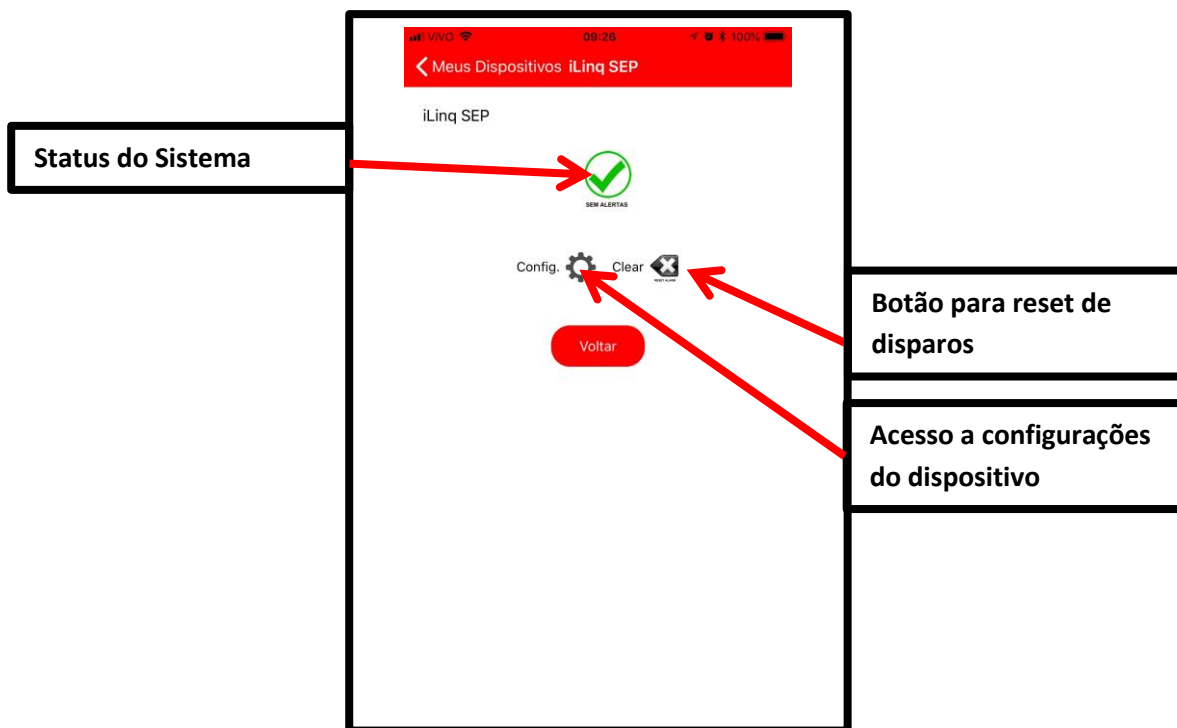 VIVO 09:26 100%
Meus Dispositivos iLinq SEP
iLinq SEP
Status do Sistema
SEM ALERTAS
Config. Clear
RESET ALARM
Voltar
Botão para reset de
disparos
Acesso a configurações
do dispositivo